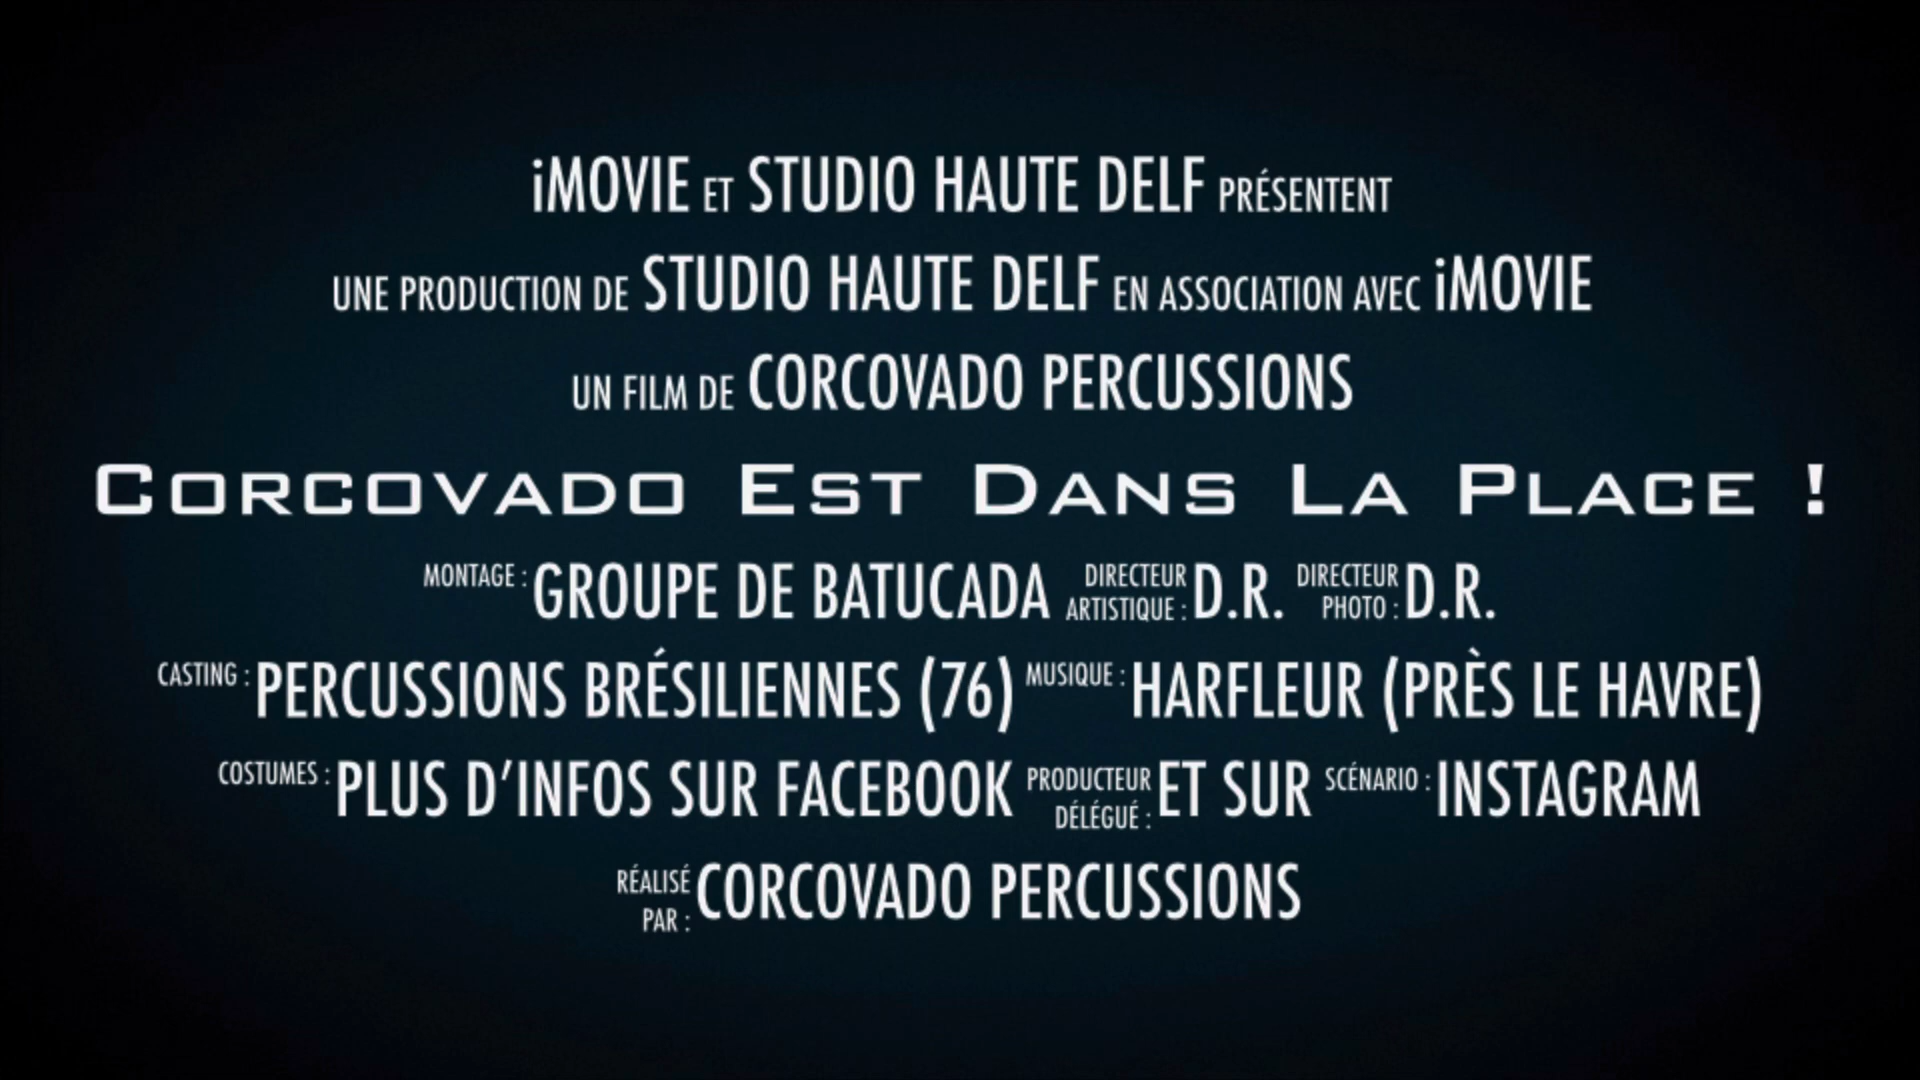 iMOVIE ET STUDIO HAUTE DELF PRÉSENTENT
UNE PRODUCTION DE STUDIO HAUTE DELF EN ASSOCIATION AVEC iMOVIE
UN FILM DE CORCOVADO PERCUSSIONS
CORCOVADO EST DANS LA PLACE !
MONTAGE : GROUPE DE BATUCADA DIRECTEUR ARTISTIQUE : D.R. DIRECTEUR PHOTO : D.R.
CASTING : PERCUSSIONS BRÉSILIENNES (76) MUSIQUE : HARFLEUR (PRÈS LE HAVRE)
COSTUMES : PLUS D'INFOS SUR FACEBOOK PRODUCTEUR DÉLÉGUÉ : ET SUR SCÉNARIO : INSTAGRAM
RÉALISÉ PAR : CORCOVADO PERCUSSIONS